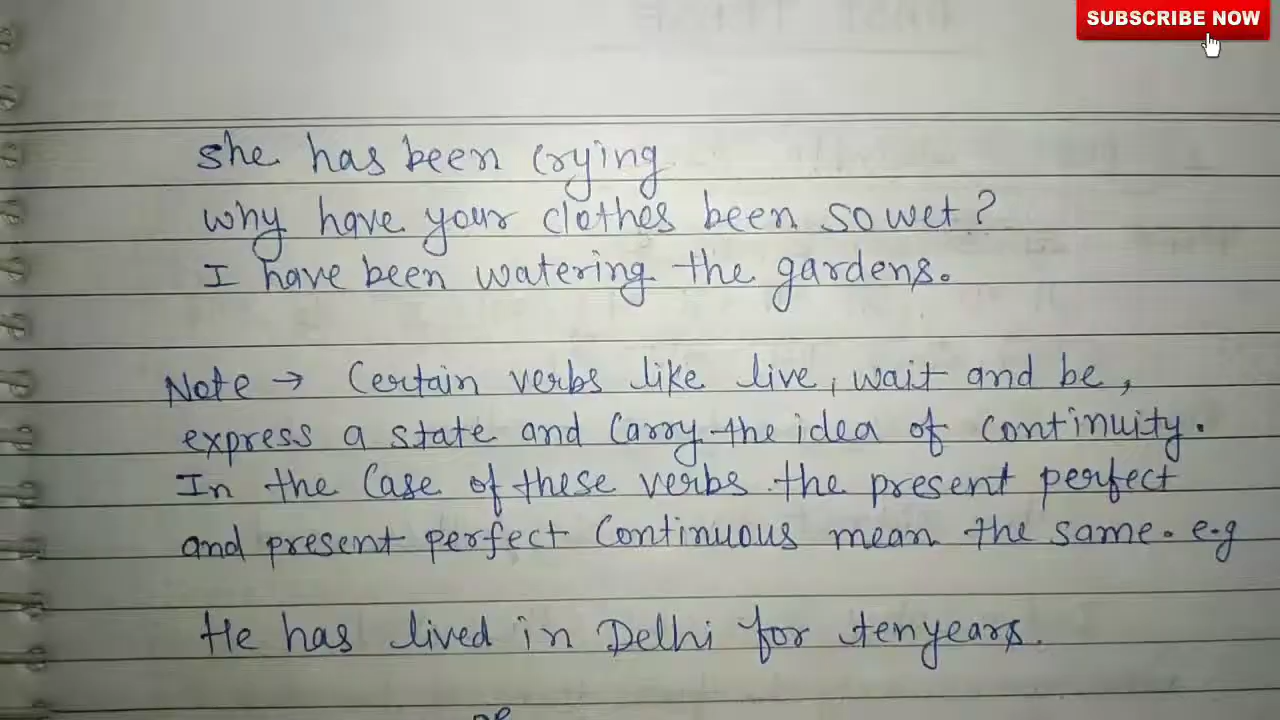 SUBSCRIBE NOW
She has been crying
why have your clothes been so wet?
I have been watering the gardens.
Note → Certain verbs like live, wait and be,
express a state and carry the idea of continuity.
In the case of these verbs the present perfect
and present perfect continuous mean the same. e.g
He has lived in Delhi for ten years.